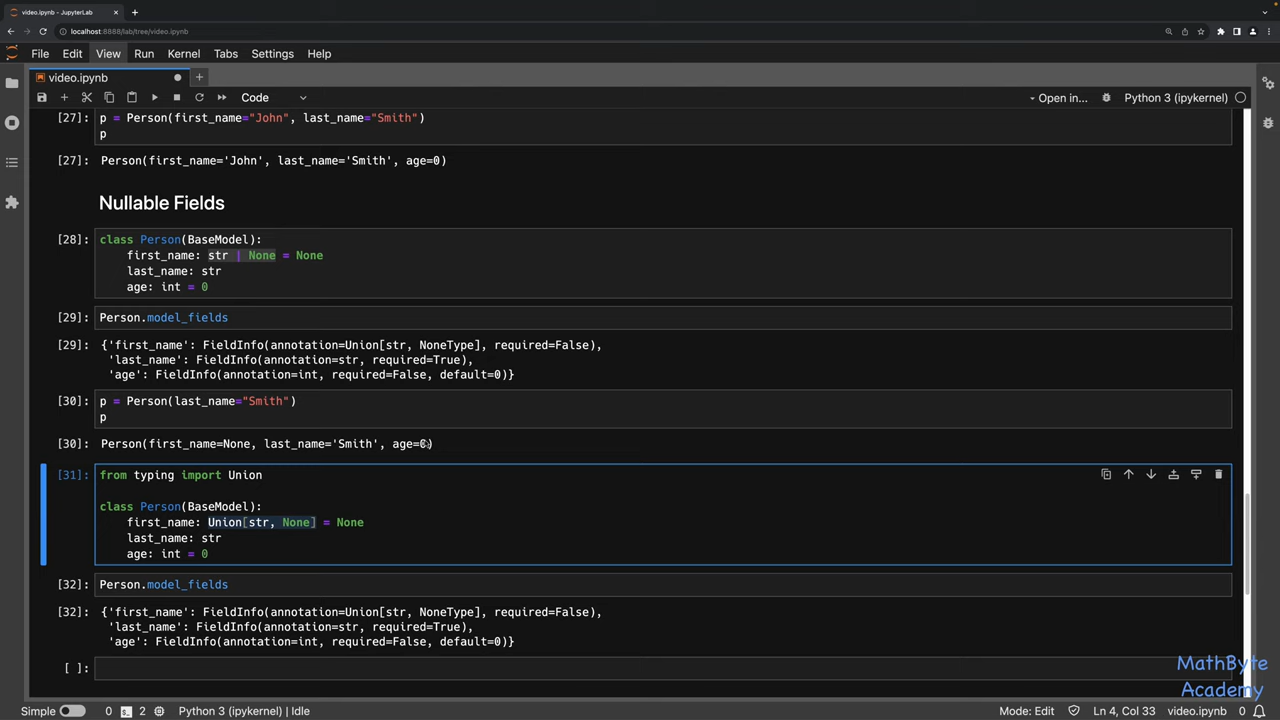 video.ipynb - JupyterLab
localhost:8888/lab/tree/video.ipynb
File Edit View Run Kernel Tabs Settings Help
video.ipynb
Code
Open in...
Python 3 (ipykernel)
[27]: p = Person(first_name="John", last_name="Smith")
p
[27]: Person(first_name='John', last_name='Smith', age=0)
Nullable Fields
[28]: class Person(BaseModel):
first_name: str | None = None
last_name: str
age: int = 0
[29]: Person.model_fields
[29]: {'first_name': FieldInfo(annotation=Union[str, NoneType], required=False),
'last_name': FieldInfo(annotation=str, required=True),
'age': FieldInfo(annotation=int, required=False, default=0)}
[30]: p = Person(last_name="Smith")
p
[30]: Person(first_name=None, last_name='Smith', age=0)
[31]: from typing import Union
class Person(BaseModel):
first_name: Union[str, None] = None
last_name: str
age: int = 0
[32]: Person.model_fields
[32]: {'first_name': FieldInfo(annotation=Union[str, NoneType], required=False),
'last_name': FieldInfo(annotation=str, required=True),
'age': FieldInfo(annotation=int, required=False, default=0)}
[ ]:
MathByte
Academy
Simple 0 2 Python 3 (ipykernel) | Idle Mode: Edit Ln 4, Col 33 video.ipynb 0